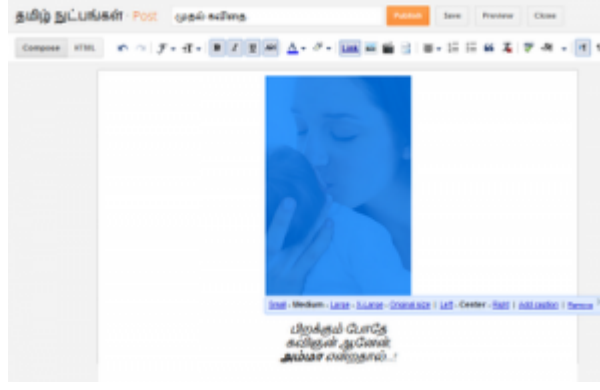 தமிழ் நுட்பங்கள் · Post முதல் கவிதை Publish Save Preview Close
Compose HTML Link
Small - Medium - Large - X-Large - Original size | Left - Center - Right | Add caption | Remove
பிறக்கும் போதே
கவிஞன் ஆனேன்
அம்மா என்றதால்..!